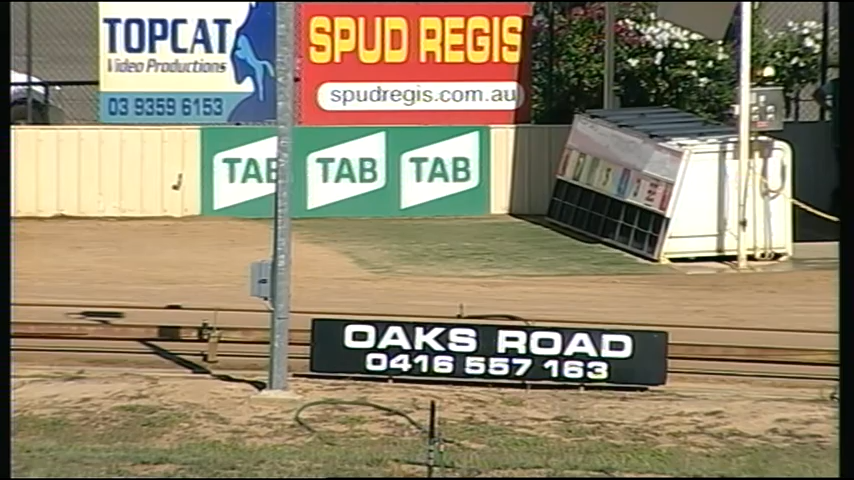 TOPCAT
Video Productions
03 9359 6153
SPUD REGIS
spudregis.com.au
TAB
TAB
TAB
OAKS ROAD
0416 557 163